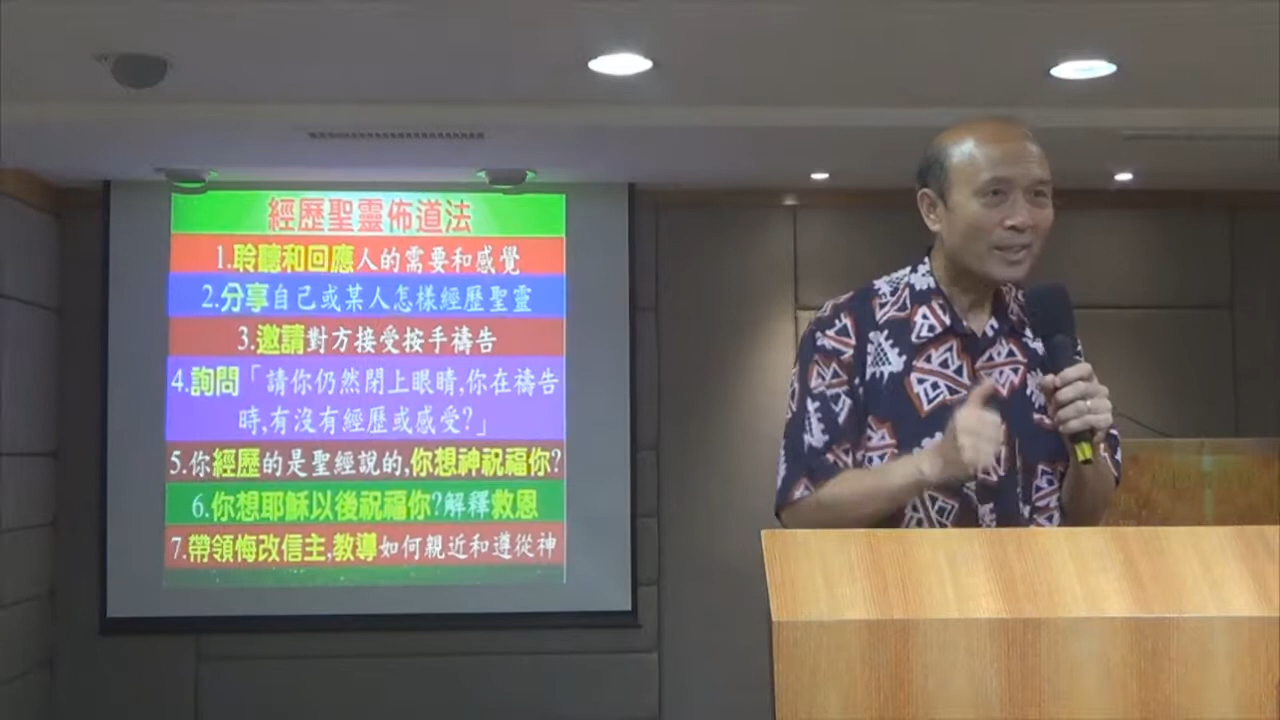 經歷聖靈佈道法
1.聆聽和回應人的需要和感覺
2.分享自己或某人怎樣經歷聖靈
3.邀請對方接受按手禱告
4.詢問「請你仍然閉上眼睛,你在禱告
時,有沒有經歷或感受?」
5.你經歷的是聖經說的,你想神祝福你?
6.你想耶穌以後祝福你?解釋救恩
7.帶領悔改信主,教導如何親近和遵從神